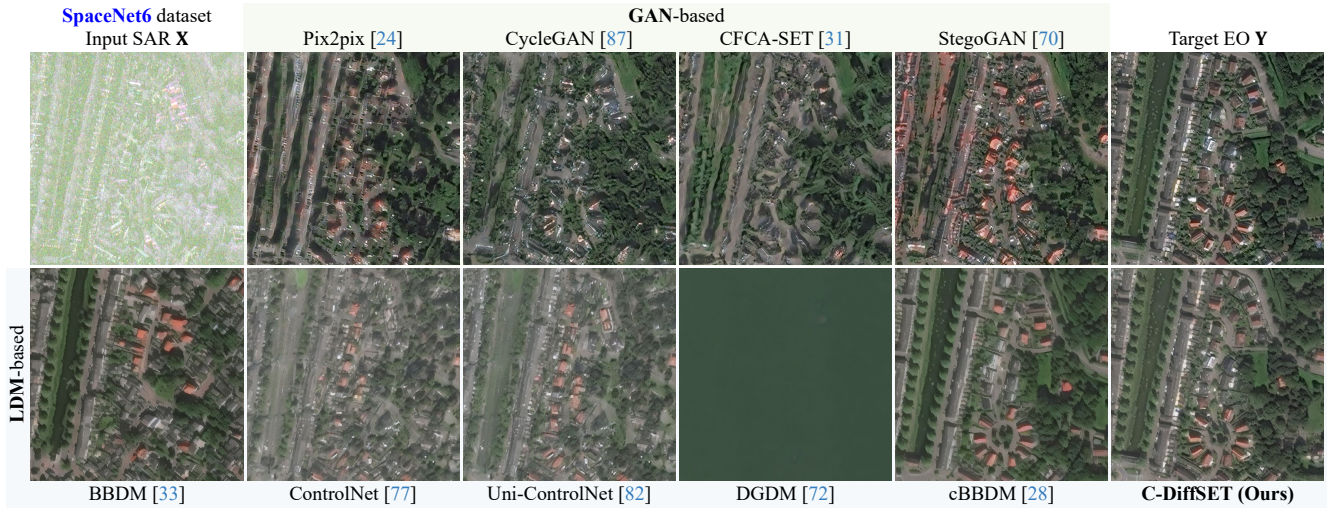 SpaceNet6 dataset
GAN-based
Input SAR X
Pix2pix [24]
CycleGAN [87]
CFCA-SET [31]
StegoGAN [70]
Target EO Y
LDM-based
BBDM [33]
ControlNet [77]
Uni-ControlNet [82]
DGDM [72]
cBBDM [28]
C-DiffSET (Ours)